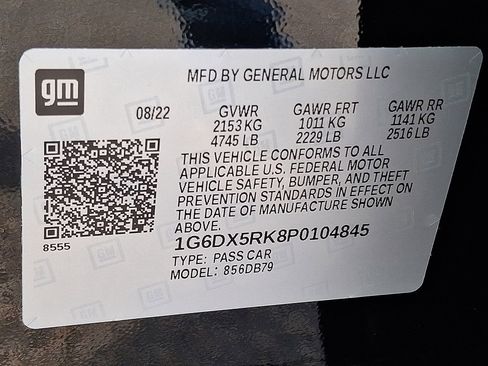 gm
MFD BY GENERAL MOTORS LLC
08/22 GVWR GAWR FRT GAWR RR
2153 KG 1011 KG 1141 KG
4745 LB 2229 LB 2516 LB
THIS VEHICLE CONFORMS TO ALL
APPLICABLE U.S. FEDERAL MOTOR
VEHICLE SAFETY, BUMPER, AND THEFT
PREVENTION STANDARDS IN EFFECT ON
THE DATE OF MANUFACTURE SHOWN
ABOVE.
8555
1G6DX5RK8P0104845
TYPE: PASS CAR
MODEL: 856DB79